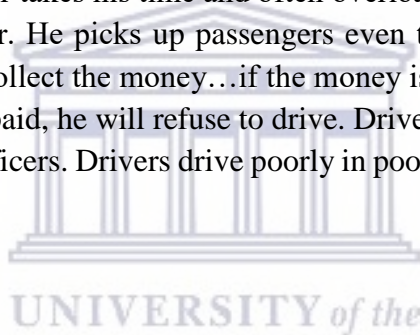 takes his time and often
He picks up passengers even
ollect the money…if the money is
paid, he will refuse to drive. Drive
ficers. Drivers drive poorly in poo
UNIVERSITY of the